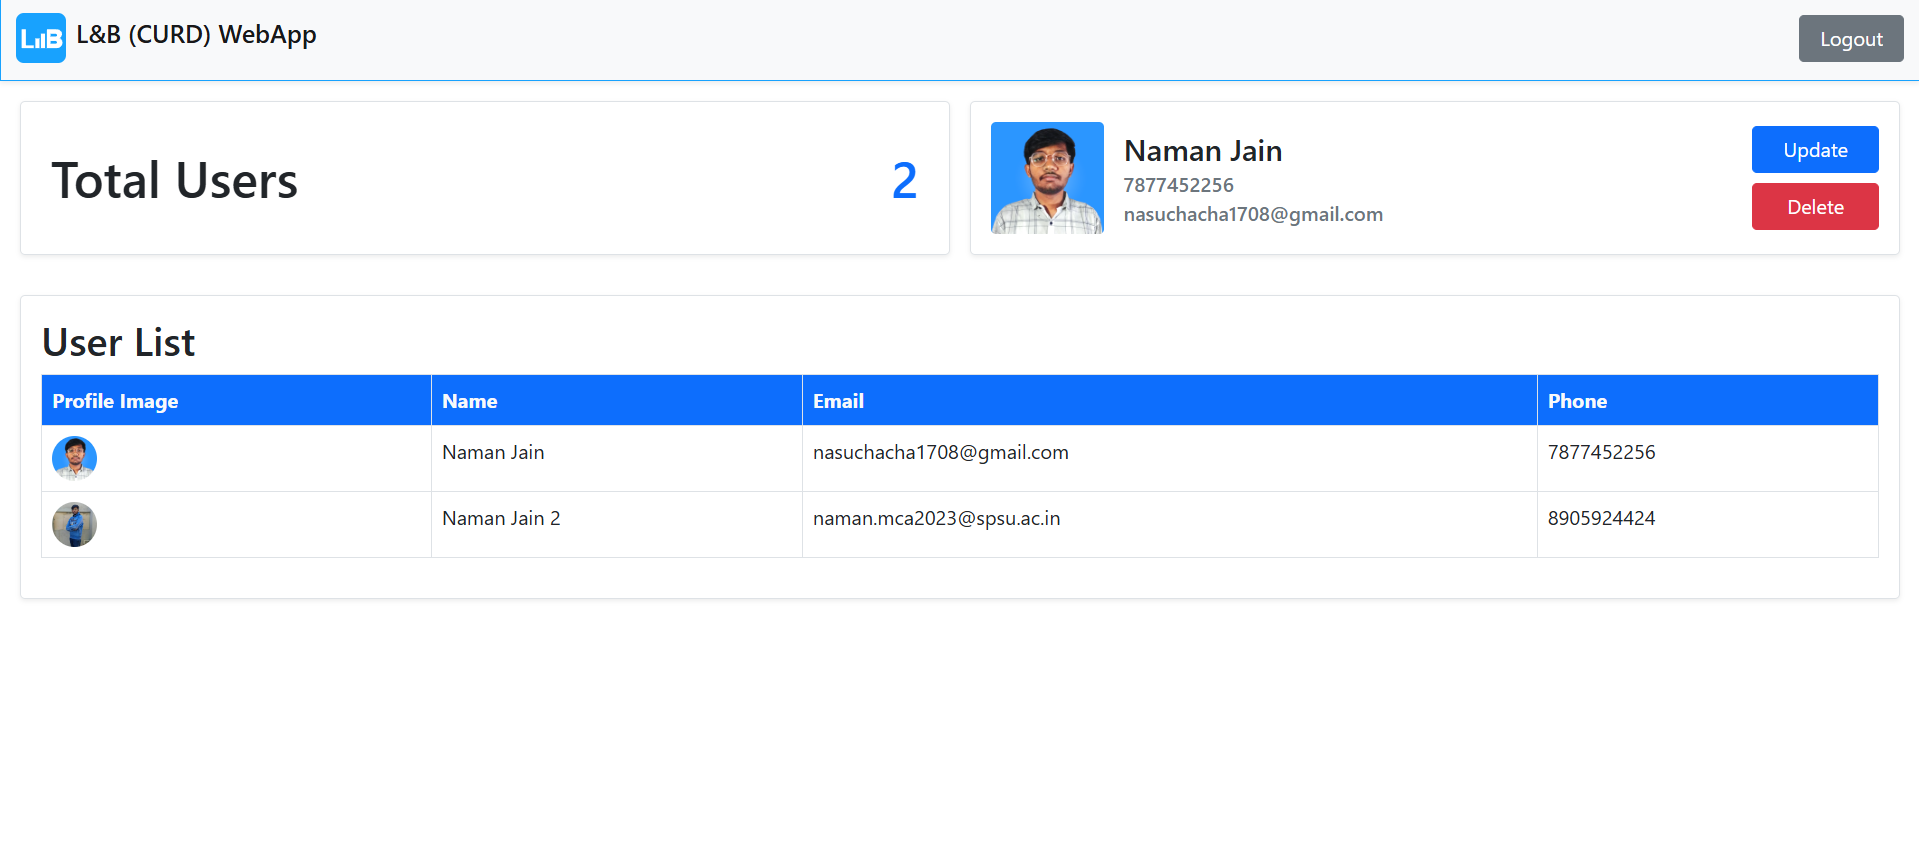 LB L&B (CURD) WebApp
Logout
Total Users 2
Naman Jain
7877452256
nasuchacha1708@gmail.com
Update
Delete
User List
Profile Image Name Email Phone
Naman Jain nasuchacha1708@gmail.com 7877452256
Naman Jain 2 naman.mca2023@spsu.ac.in 8905924424